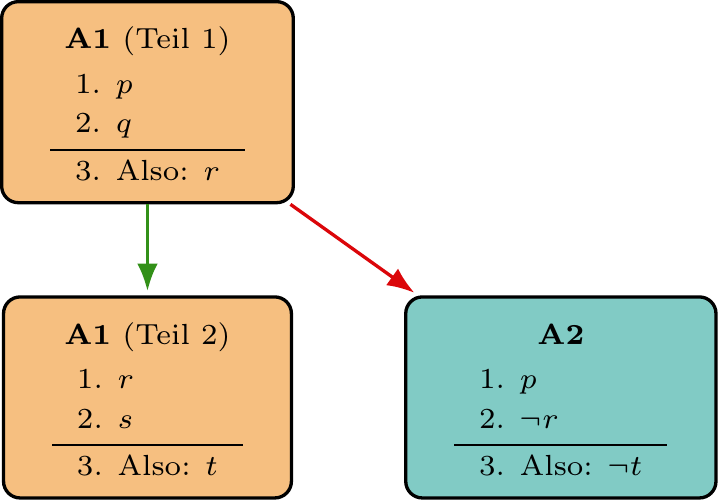 A1 (Teil 1)
1. p
2. q
3. Also: r
A1 (Teil 2)
1. r
2. s
3. Also: t
A2
1. p
2. ¬r
3. Also: ¬t